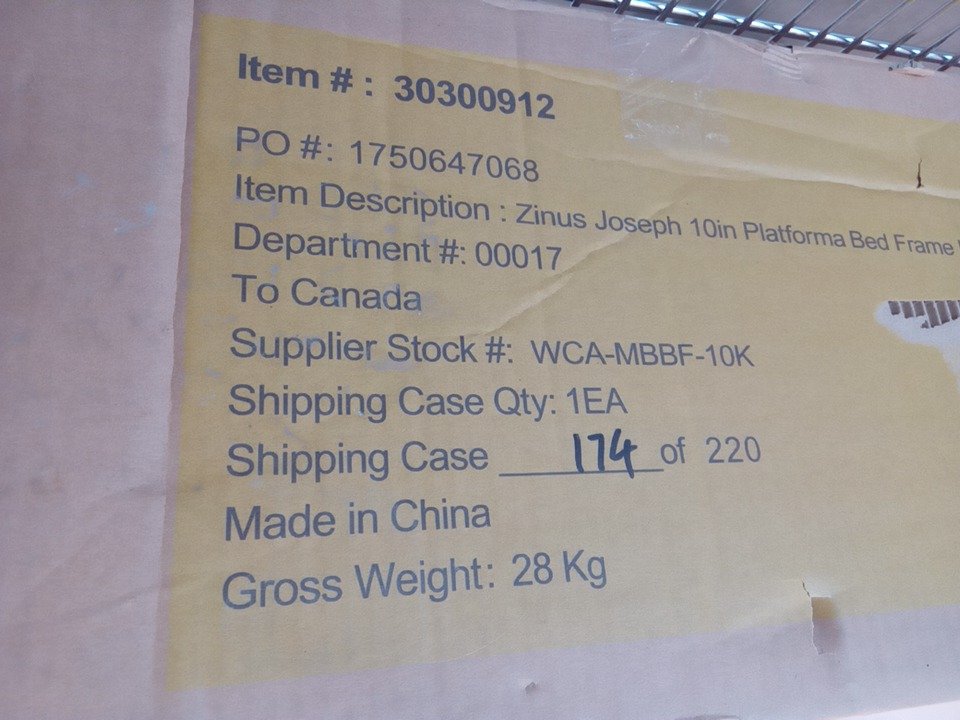 Item # : 30300912
PO #: 1750647068
Item Description : Zinus Joseph 10in Platforma Bed Frame
Department #: 00017
To Canada
Supplier Stock #: WCA-MBBF-10K
Shipping Case Qty: 1EA
Shipping Case 174 of 220
Made in China
Gross Weight: 28 Kg